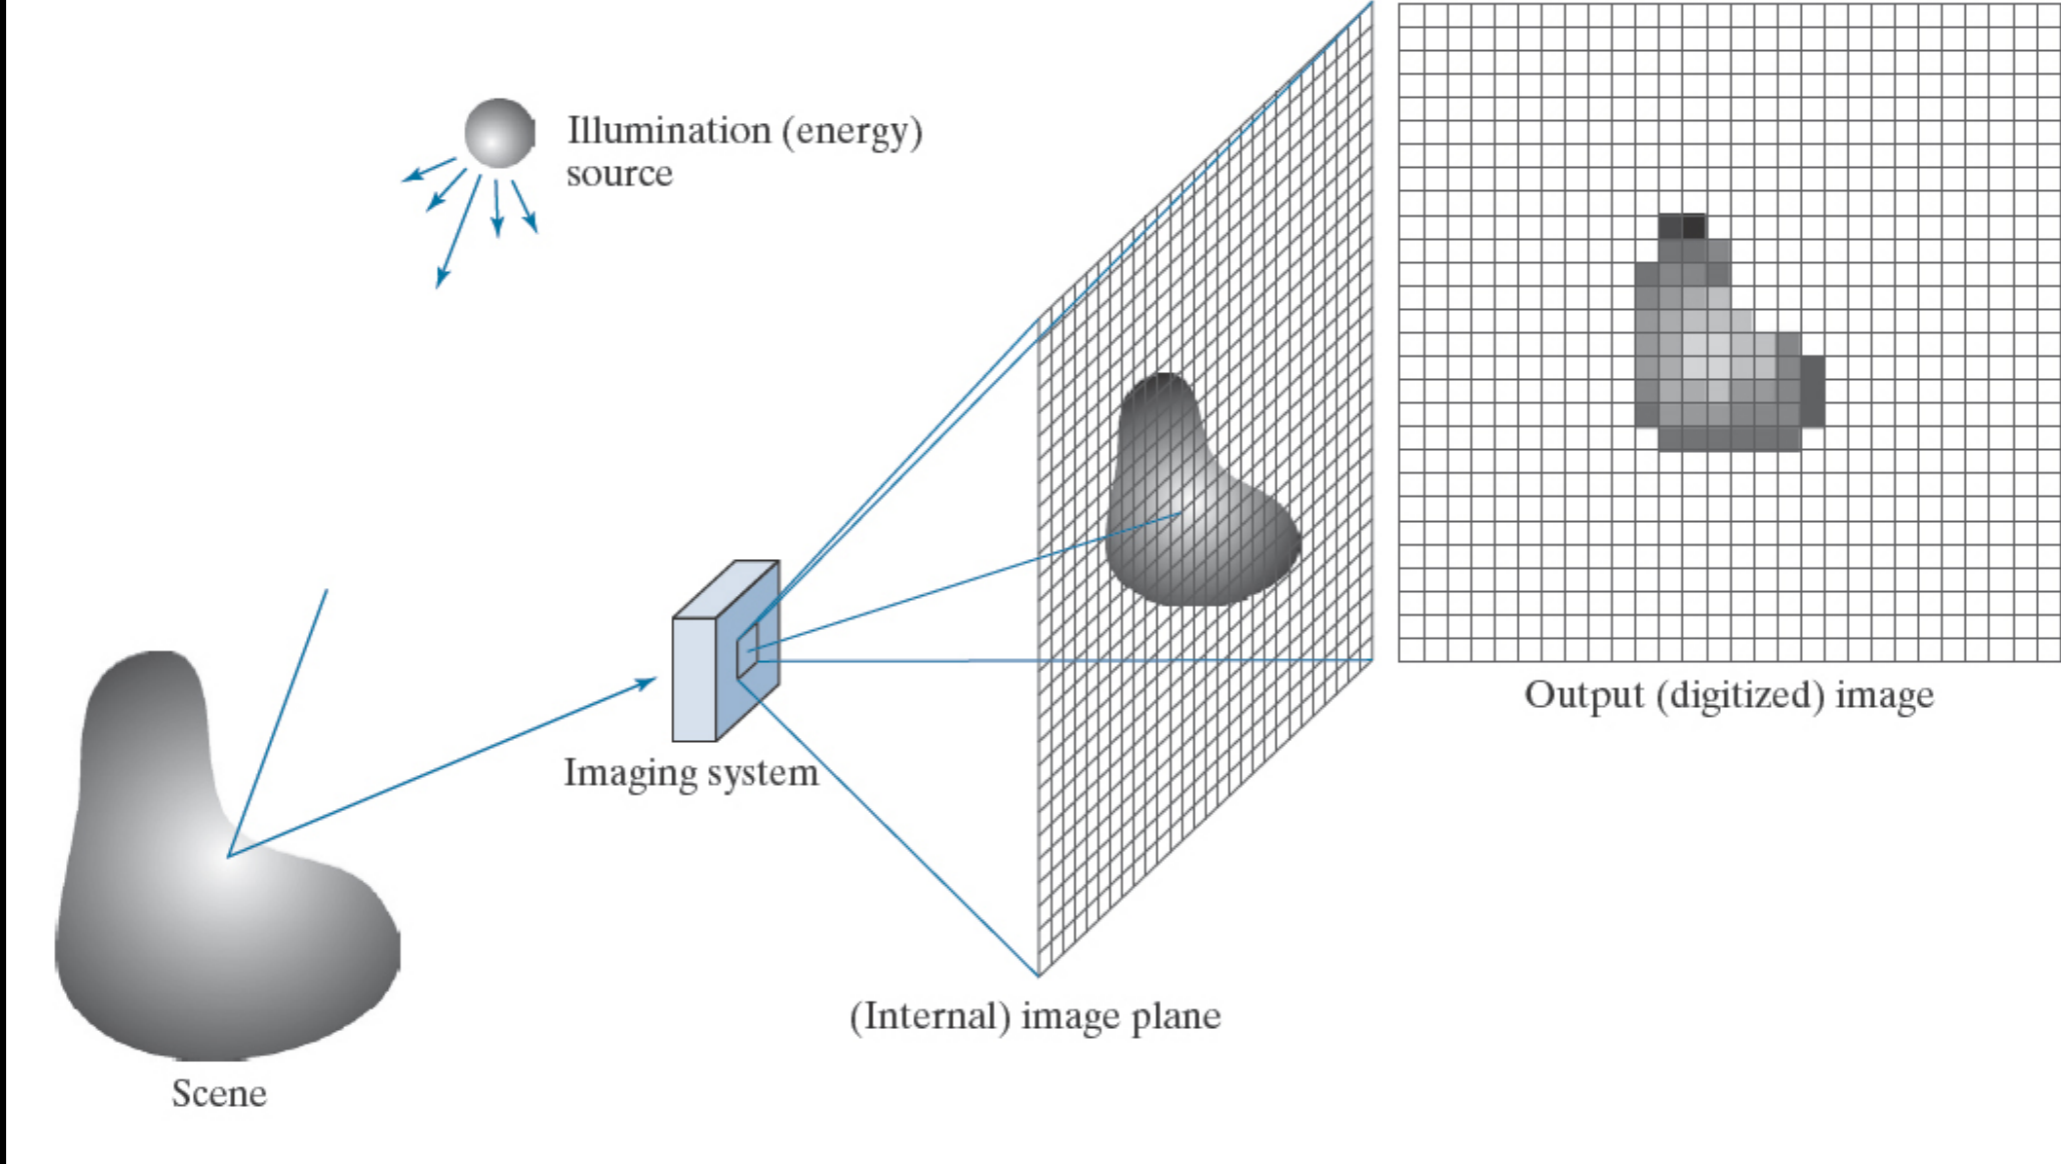 Illumination (energy)
source
Output (digitized) image
Imaging system
(Internal) image plane
Scene